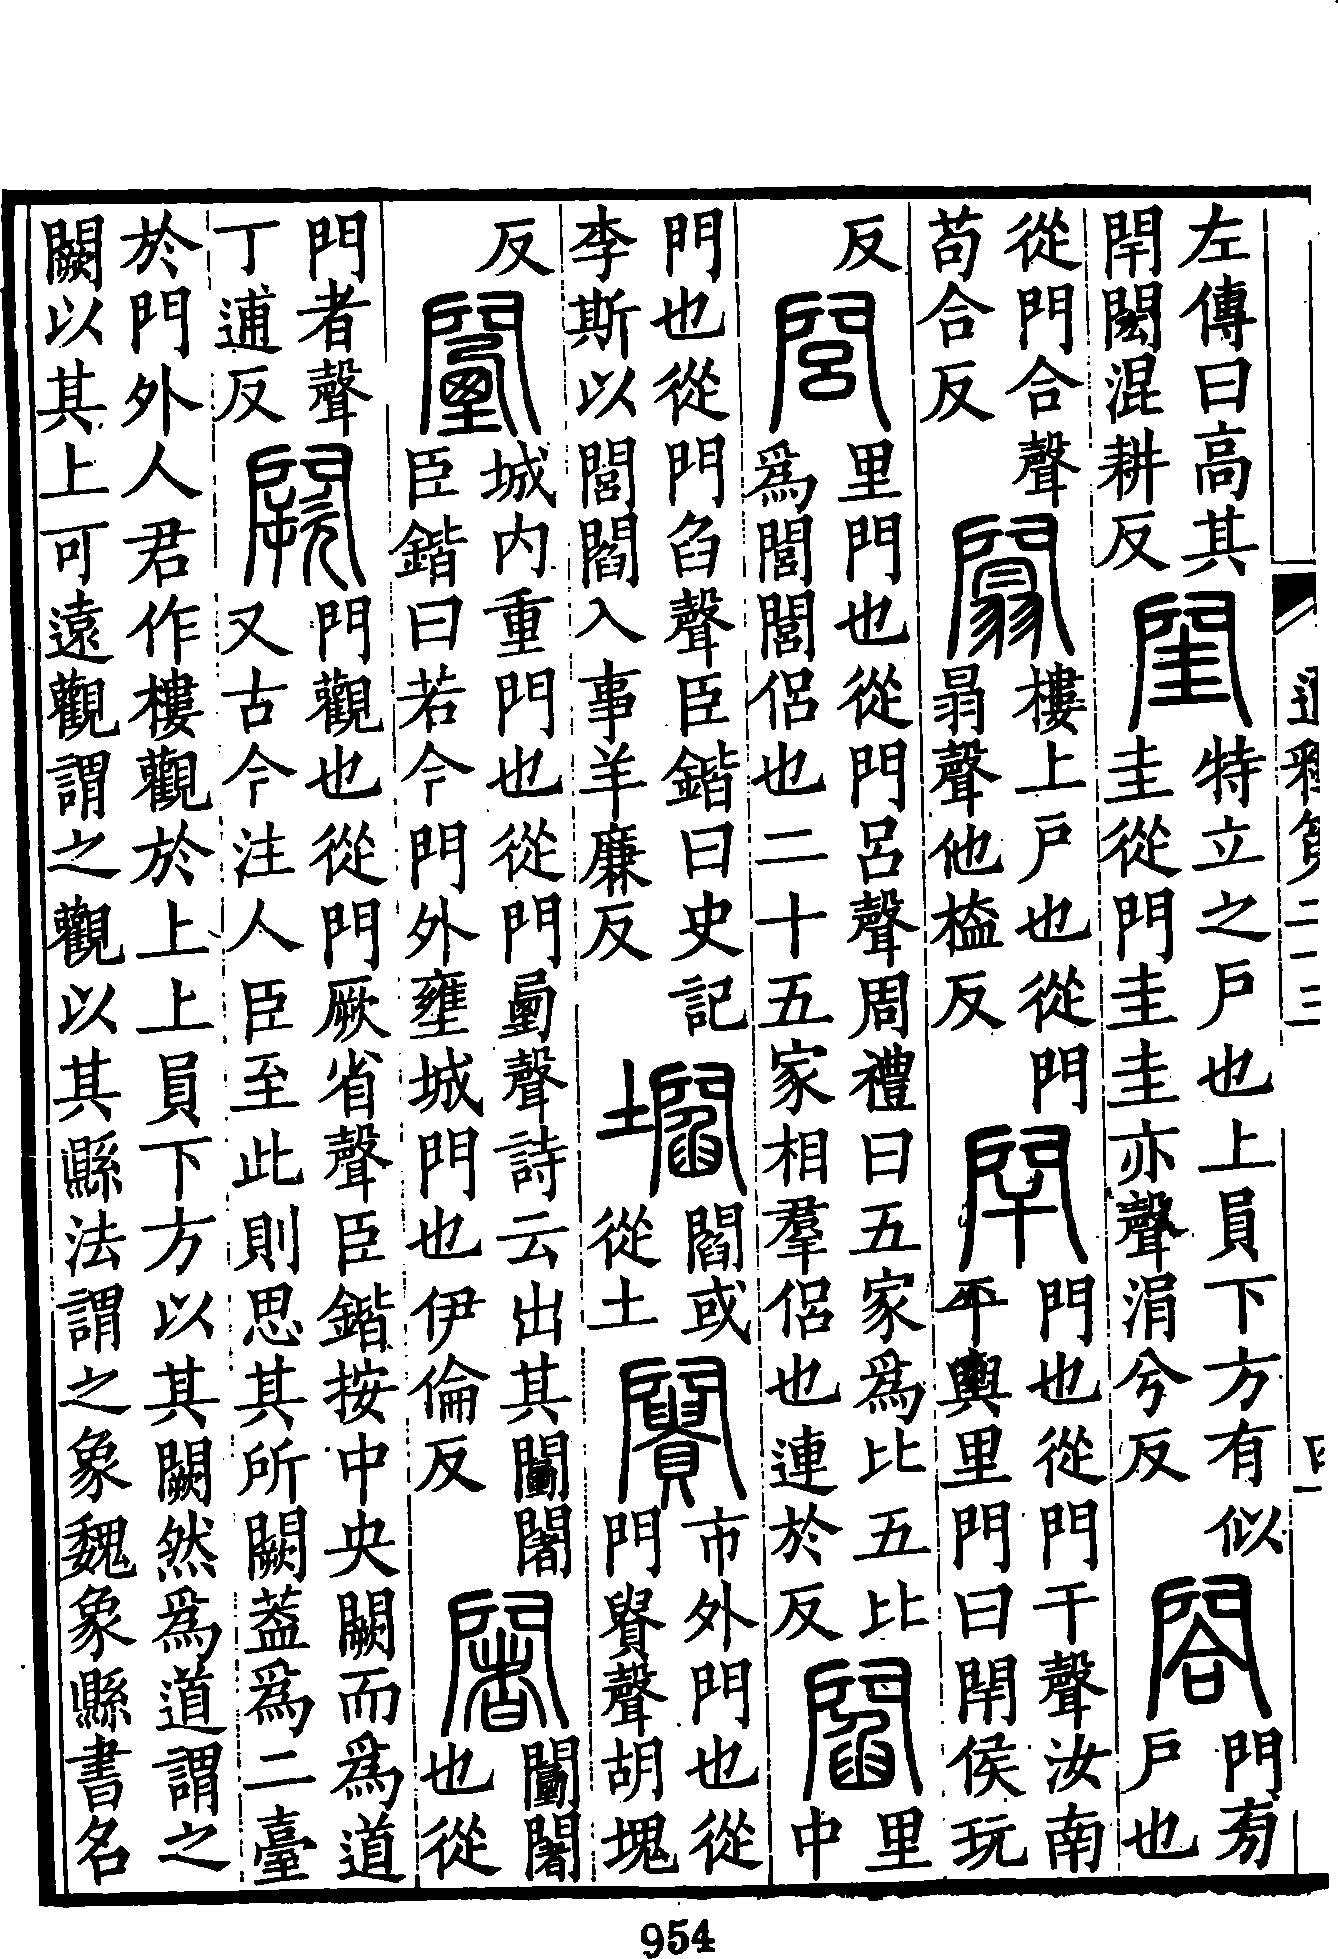 左傳曰高其
閈閎混耕反
閨
特立之戶也上員下方有似
圭從門圭圭亦聲涓兮反
閤
門旁
戶也
從門合聲
苟合反
闒
樓上戶也從門
𦐇聲他榼反
閈
門也從門干聲汝南
平輿里門曰閈侯玩
反
閭
里門也從門呂聲周禮曰五家爲比五比
爲閭閭侶也二十五家相羣侶也連於反
閻
里
中
門也從門臽聲臣鍇曰史記
李斯以閭閻入事羊廉反
壛
閻或
從土
闠
市外門也從
門貴聲胡塊
反
闉
城内重門也從門垔聲詩云出其闉闍
臣鍇曰若今門外壅城門也伊倫反
闍
闉闍
也從
門者聲
丁逋反
闕
門觀也從門厥省聲臣鍇按中央闕而爲道
又古今注人臣至此則思其所闕葢爲二臺
於門外人君作樓觀於上上員下方以其闕然爲道謂之
闕以其上可遠觀謂之觀以其縣法謂之象魏象縣書名
954